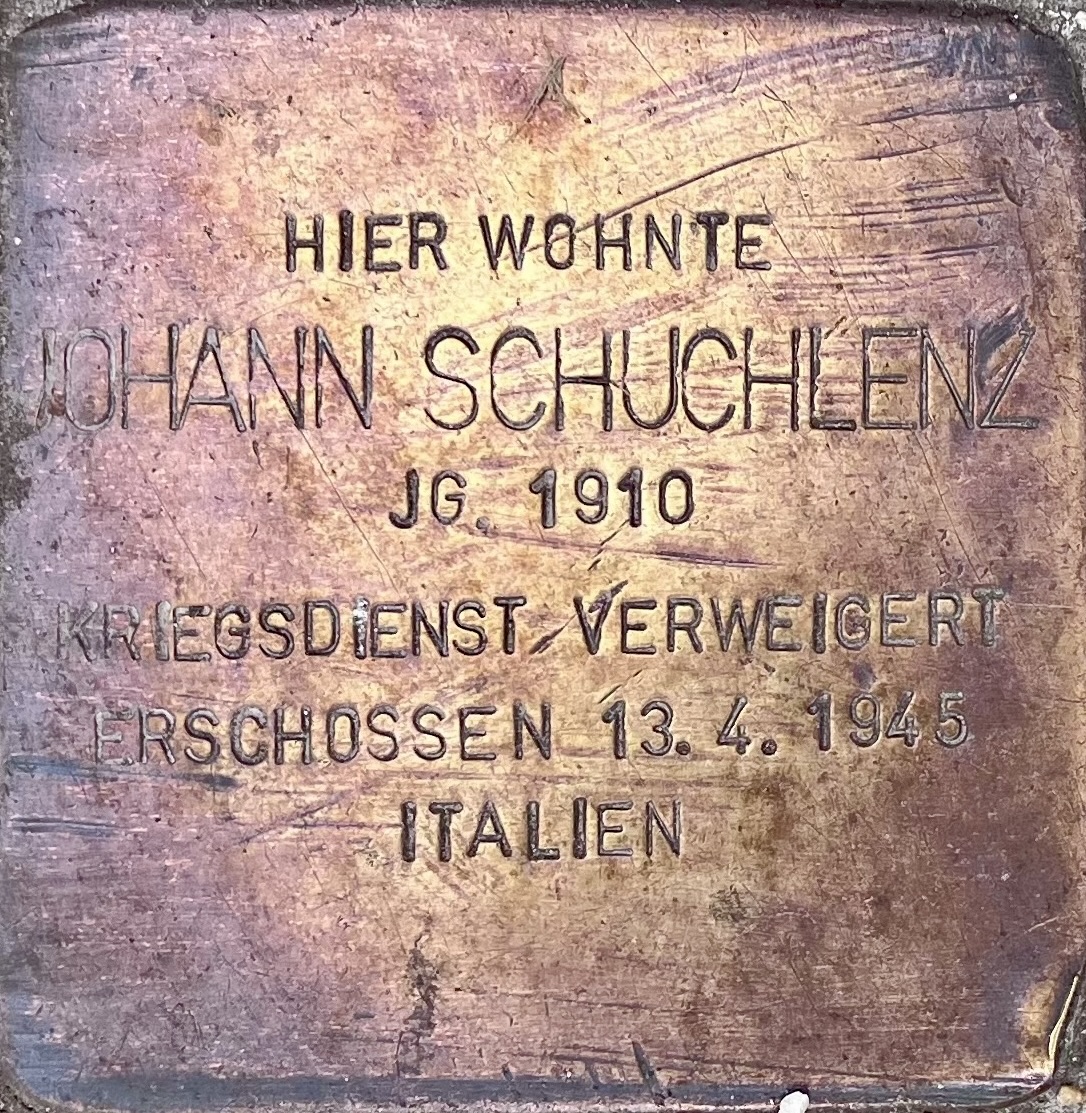 HIER WOHNTE
JOHANN SCHUCHLENZ
JG. 1910
KRIEGSDIENST VERWEIGERT
ERSCHOSSEN 13.4.1945
ITALIEN